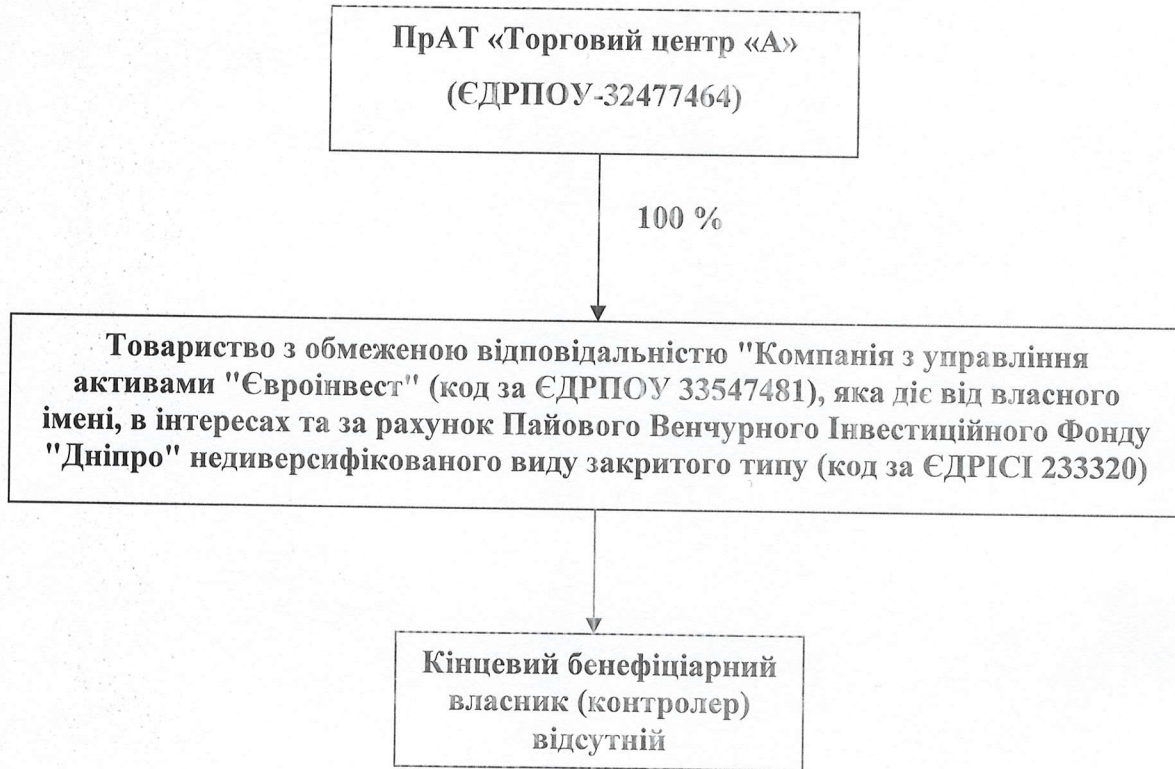 ПрАТ «Торговий центр «А»
(ЄДРПОУ-32477464)
100 %
Товариство з обмеженою відповідальністю "Компанія з управління
активами "Євроінвест" (код за ЄДРПОУ 33547481), яка діє від власного
імені, в інтересах та за рахунок Пайового Венчурного Інвестиційного Фонду
"Дніпро" недиверсифікованого виду закритого типу (код за ЄДРІСІ 233320)
Кінцевий бенефіціарний
власник (контролер)
відсутній